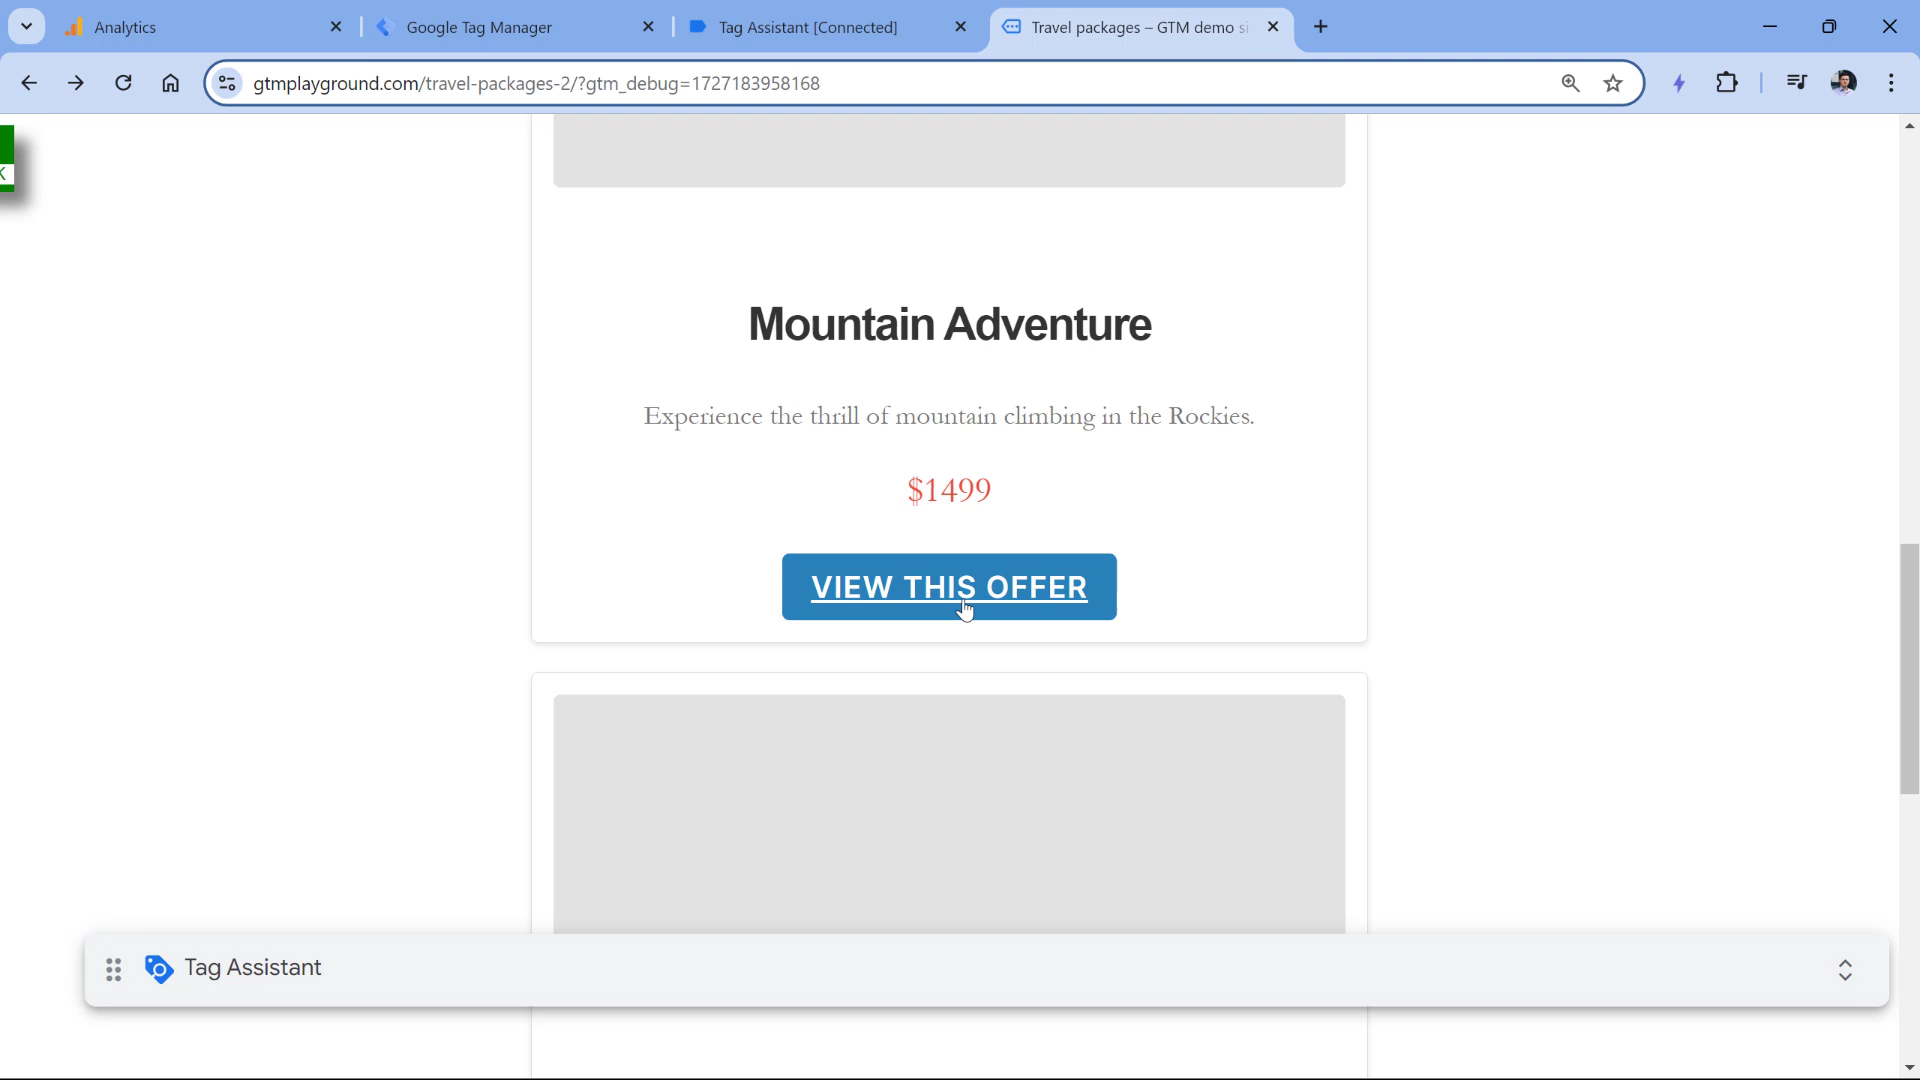 Analytics
Google Tag Manager
Tag Assistant [Connected]
Travel packages – GTM demo si
gtmplayground.com/travel-packages-2/?gtm_debug=1727183958168
K
Mountain Adventure
Experience the thrill of mountain climbing in the Rockies.
$1499
VIEW THIS OFFER
Tag Assistant